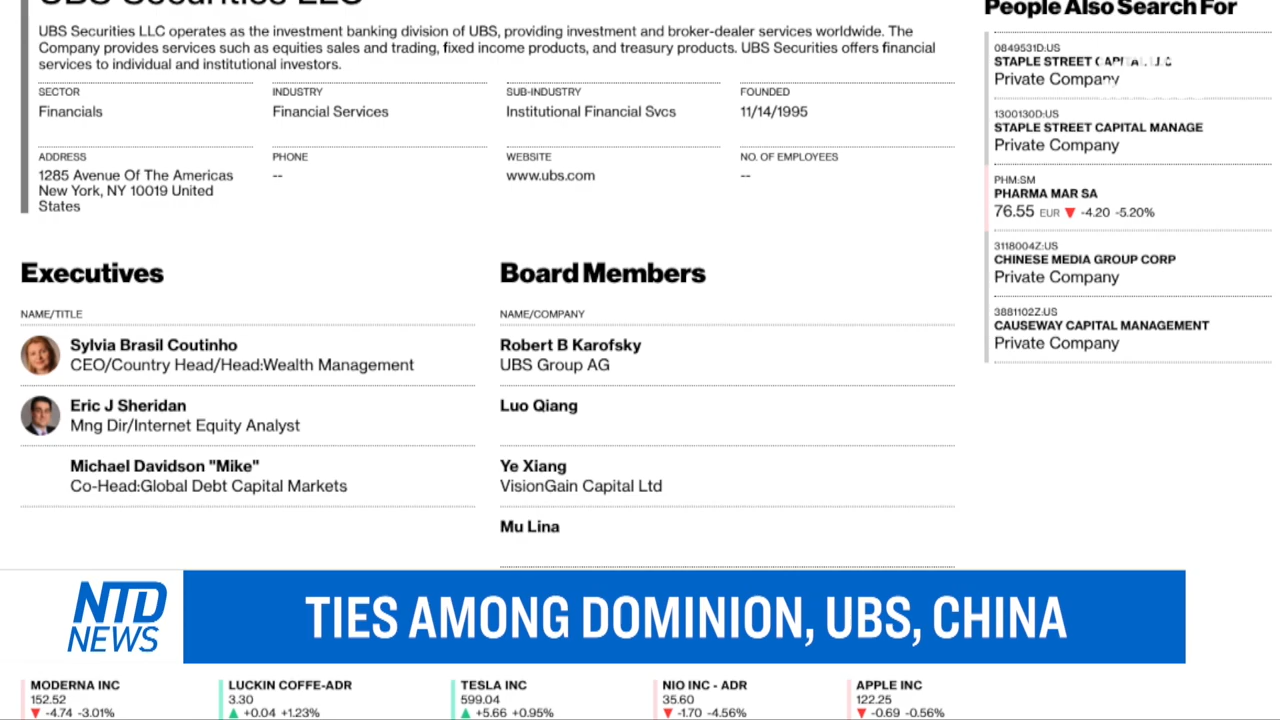 UBS Securities LLC
UBS Securities LLC operates as the investment banking division of UBS, providing investment and broker-dealer services worldwide. The
Company provides services such as equities sales and trading, fixed income products, and treasury products. UBS Securities offers financial
services to individual and institutional investors.
SECTOR
Financials
INDUSTRY
Financial Services
SUB-INDUSTRY
Institutional Financial Svcs
FOUNDED
11/14/1995
ADDRESS
1285 Avenue Of The Americas
New York, NY 10019 United
States
PHONE
--
WEBSITE
www.ubs.com
NO. OF EMPLOYEES
--
Executives
NAME/TITLE
Sylvia Brasil Coutinho
CEO/Country Head/Head:Wealth Management
Eric J Sheridan
Mng Dir/Internet Equity Analyst
Michael Davidson "Mike"
Co-Head:Global Debt Capital Markets
Board Members
NAME/COMPANY
Robert B Karofsky
UBS Group AG
Luo Qiang
Ye Xiang
VisionGain Capital Ltd
Mu Lina
People Also Search For
0849531D:US
STAPLE STREET CAPITAL LLC
Private Company
1300130D:US
STAPLE STREET CAPITAL MANAGE
Private Company
PHM:SM
PHARMA MAR SA
76.55 EUR ▼ -4.20 -5.20%
3118004Z:US
CHINESE MEDIA GROUP CORP
Private Company
3881102Z:US
CAUSEWAY CAPITAL MANAGEMENT
Private Company
NTD
NEWS
TIES AMONG DOMINION, UBS, CHINA
MODERNA INC
152.52
▼ -4.74 -3.01%
LUCKIN COFFE-ADR
3.30
▲ +0.04 +1.23%
TESLA INC
599.04
▲ +5.66 +0.95%
NIO INC - ADR
35.60
▼ -1.70 -4.56%
APPLE INC
122.25
▼ -0.69 -0.56%